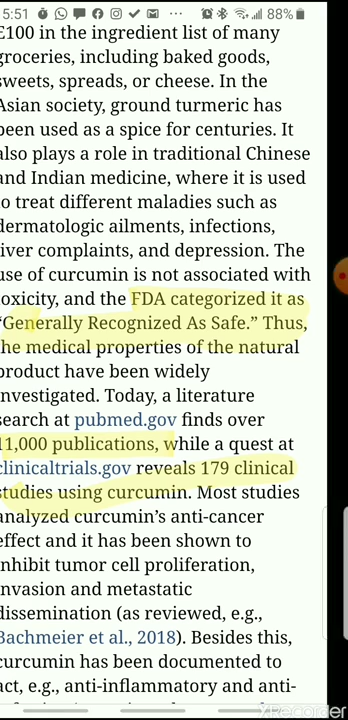 5:51 88%
E100 in the ingredient list of many
groceries, including baked goods,
sweets, spreads, or cheese. In the
Asian society, ground turmeric has
been used as a spice for centuries. It
also plays a role in traditional Chinese
and Indian medicine, where it is used
to treat different maladies such as
dermatologic ailments, infections,
liver complaints, and depression. The
use of curcumin is not associated with
toxicity, and the FDA categorized it as
“Generally Recognized As Safe.” Thus,
the medical properties of the natural
product have been widely
investigated. Today, a literature
search at pubmed.gov finds over
11,000 publications, while a quest at
clinicaltrials.gov reveals 179 clinical
studies using curcumin. Most studies
analyzed curcumin’s anti-cancer
effect and it has been shown to
inhibit tumor cell proliferation,
invasion and metastatic
dissemination (as reviewed, e.g.,
Bachmeier et al., 2018). Besides this,
curcumin has been documented to
act, e.g., anti-inflammatory and anti-
XRecorder